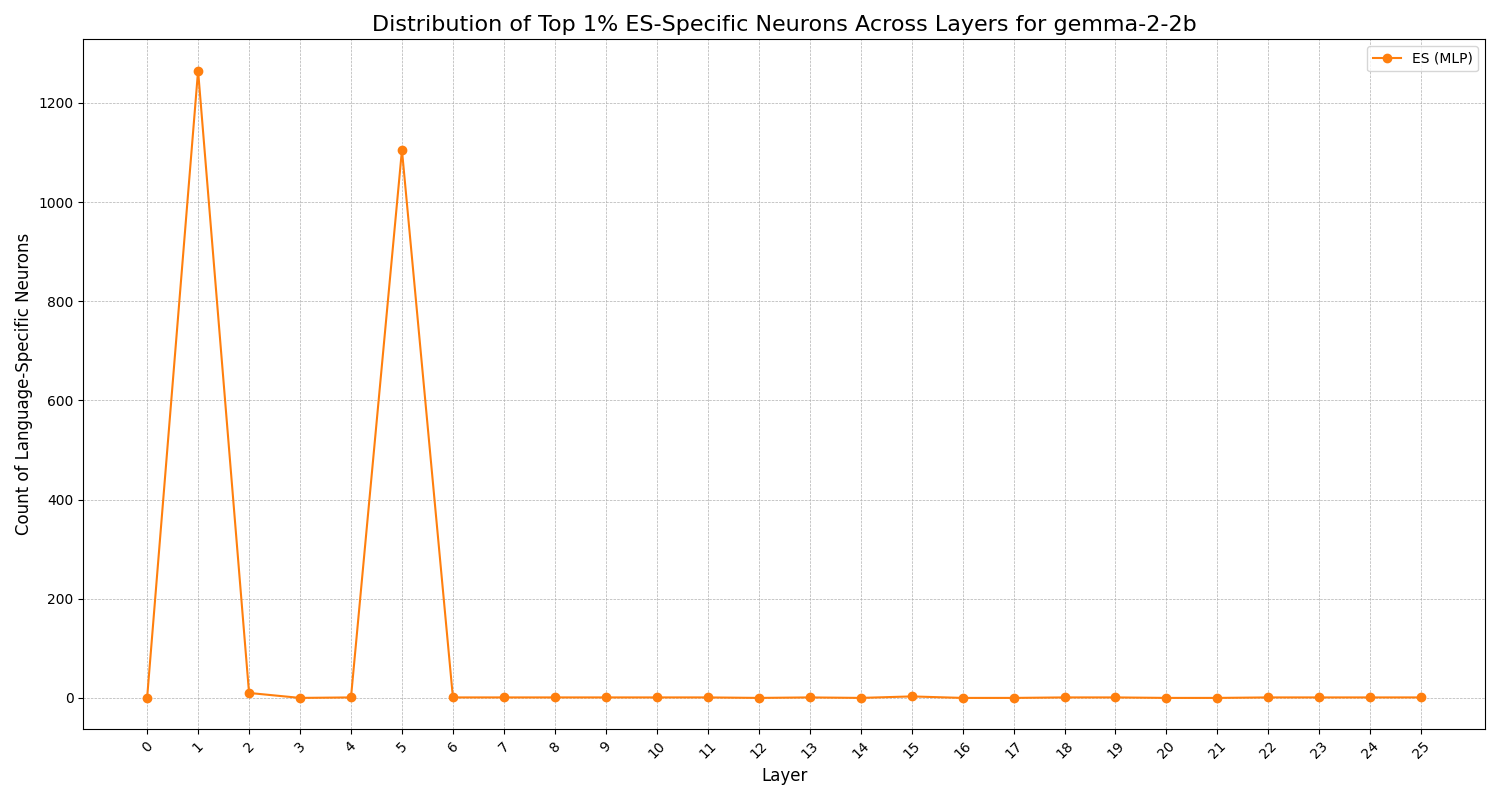 Distribution of Top 1% ES-Specific Neurons Across Layers for gemma-2-2b
ES (MLP)
Count of Language-Specific Neurons
1200
1000
800
600
400
200
0
0 1 2 3 4 5 6 7 8 9 10 11 12 13 14 15 16 17 18 19 20 21 22 23 24 25
Layer